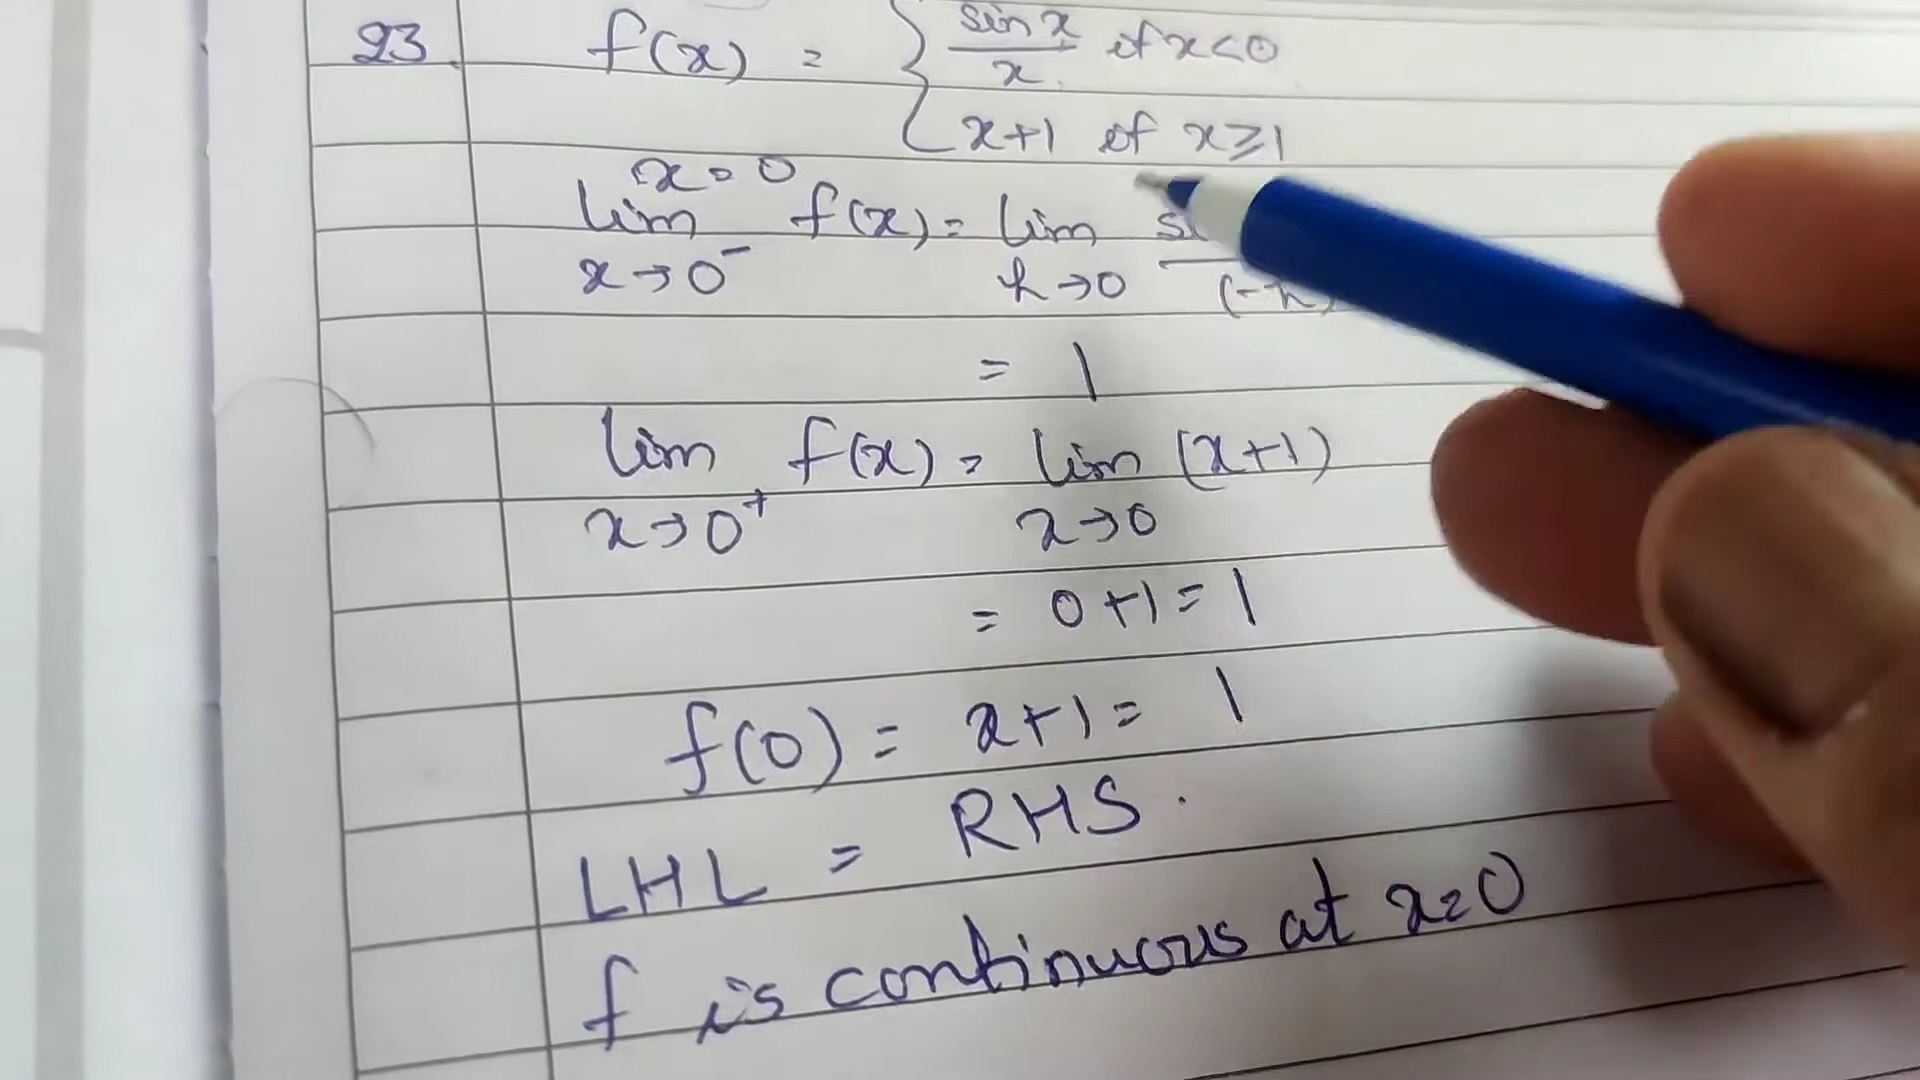 23 f(x) = { sin x / x if x<0
x+1 if x≥1
x=0
lim x→0⁻ f(x) = lim h→0 / (-h)
= 1
lim x→0⁺ f(x) = lim x→0 (x+1)
= 0+1 = 1
f(0) = x+1 = 1
LHL = RHS.
f is continuous at x=0